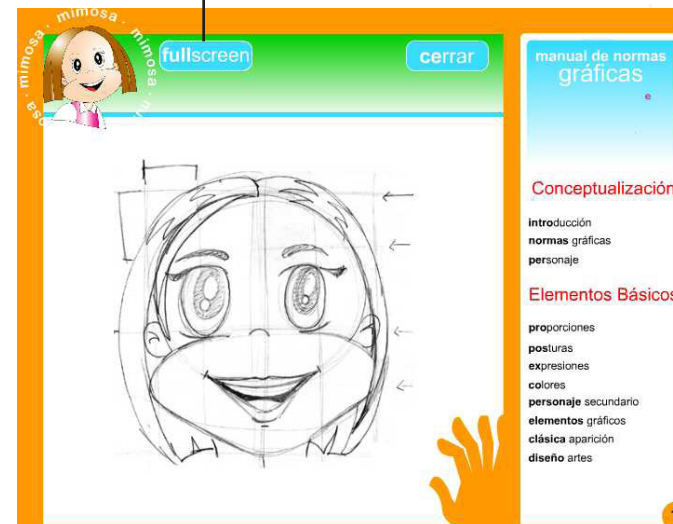 mimosa . mimosa . mimosa . mimosa
fullscreen
cerrar
manual de normas
gráficas
Conceptualización
introducción
normas gráficas
personaje
Elementos Básicos
proporciones
posturas
expresiones
colores
personaje secundario
elementos gráficos
clásica aparición
diseño artes